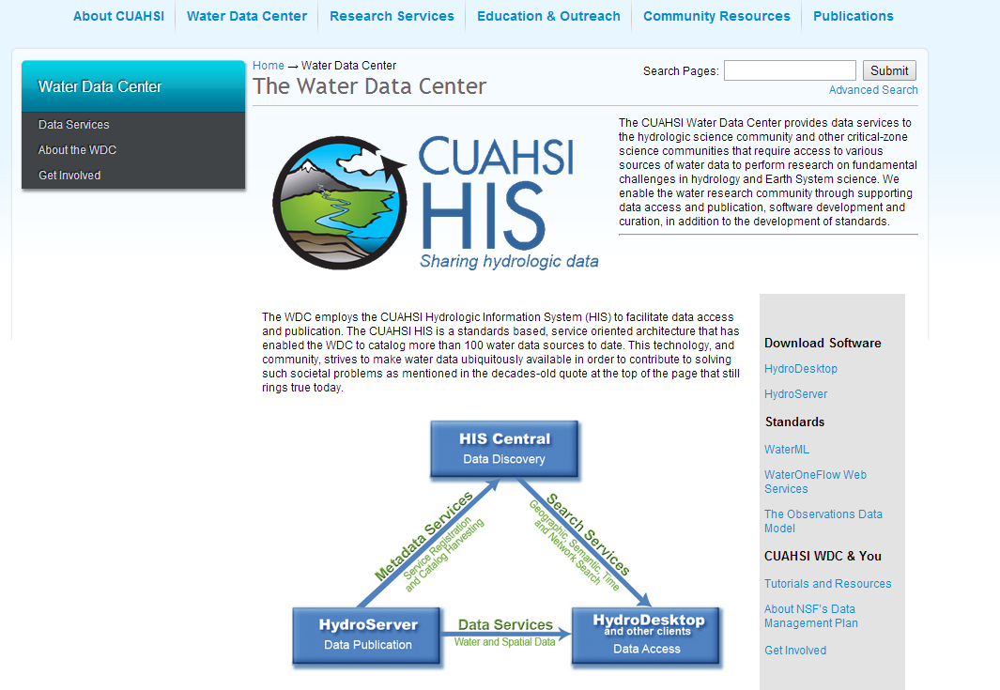 About CUAHSI
Water Data Center
Research Services
Education & Outreach
Community Resources
Publications
Water Data Center
Data Services
About the WDC
Get Involved
Home → Water Data Center
The Water Data Center
Search Pages:
Submit
Advanced Search
CUAHSI
HIS
Sharing hydrologic data
The CUAHSI Water Data Center provides data services to
the hydrologic science community and other critical-zone
science communities that require access to various
sources of water data to perform research on fundamental
challenges in hydrology and Earth System science. We
enable the water research community through supporting
data access and publication, software development and
curation, in addition to the development of standards.
The WDC employs the CUAHSI Hydrologic Information System (HIS) to facilitate data access
and publication. The CUAHSI HIS is a standards based, service oriented architecture that has
enabled the WDC to catalog more than 100 water data sources to date. This technology, and
community, strives to make water data ubiquitously available in order to contribute to solving
such societal problems as mentioned in the decades-old quote at the top of the page that still
rings true today.
HIS Central
Data Discovery
Metadata Services
Service Registration
and Catalog Harvesting
Search Services
Geographic, Semantic, Time
and Network Search
HydroServer
Data Publication
Data Services
Water and Spatial Data
HydroDesktop
and other clients
Data Access
Download Software
HydroDesktop
HydroServer
Standards
WaterML
WaterOneFlow Web
Services
The Observations Data
Model
CUAHSI WDC & You
Tutorials and Resources
About NSF's Data
Management Plan
Get Involved